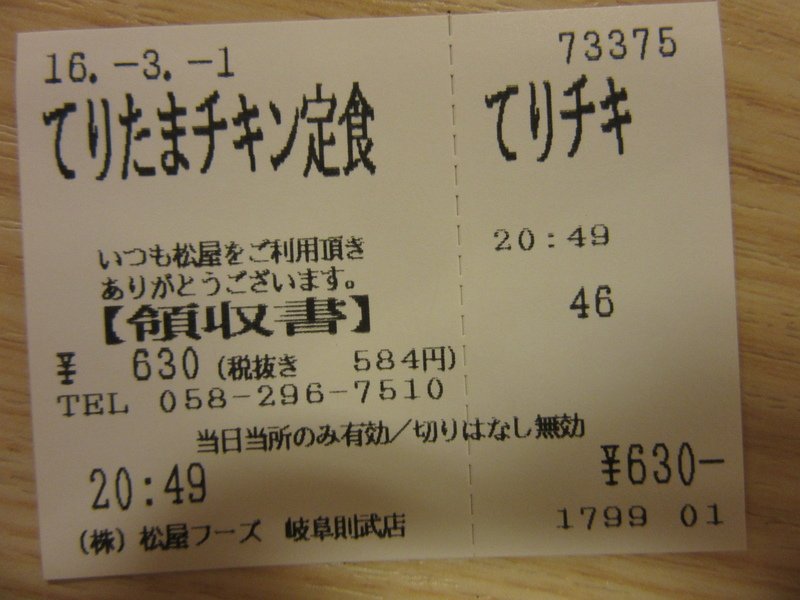 16.-3.-1
てりたまチキン定食
いつも松屋をご利用頂き
ありがとうございます。
【領収書】
¥ 630 (税抜き 584円)
TEL 058-296-7510
当日当所のみ有効/切りはなし無効
20:49
(株)松屋フーズ 岐阜則武店
73375
てりチキ
20:49
46
¥630-
1799 01